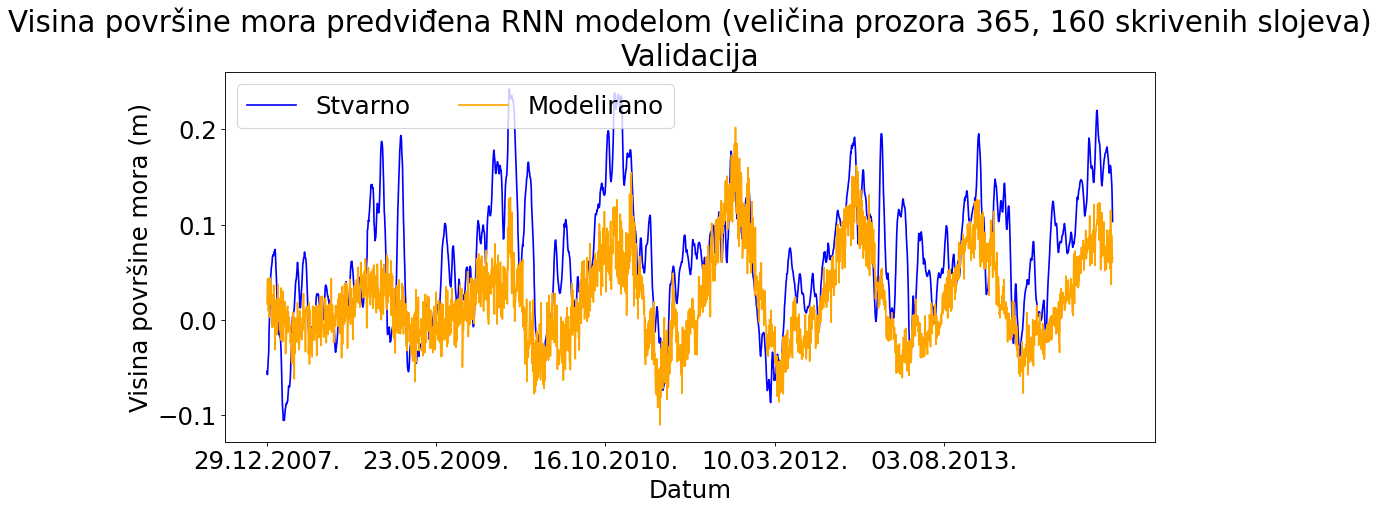 Visina površine mora predviđena RNN modelom (veličina prozora 365, 160 skrivenih slojeva)
Validacija
Stvarno
Modelirano
Visina površine mora (m)
0.2
0.1
0.0
−0.1
29.12.2007.
23.05.2009.
16.10.2010.
10.03.2012.
03.08.2013.
Datum